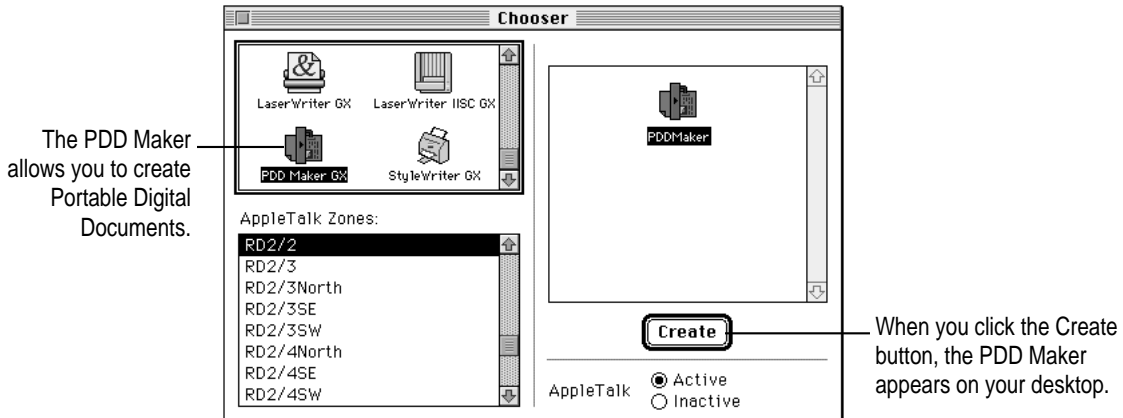 Chooser
LaserWriter GX
LaserWriter IISC GX
PDD Maker GX
StyleWriter GX
PDDMaker
The PDD Maker
allows you to create
Portable Digital
Documents.
AppleTalk Zones:
RD2/2
RD2/3
RD2/3North
RD2/3SE
RD2/3SW
RD2/4North
RD2/4SE
RD2/4SW
Create
When you click the Create
button, the PDD Maker
appears on your desktop.
AppleTalk
Active
Inactive